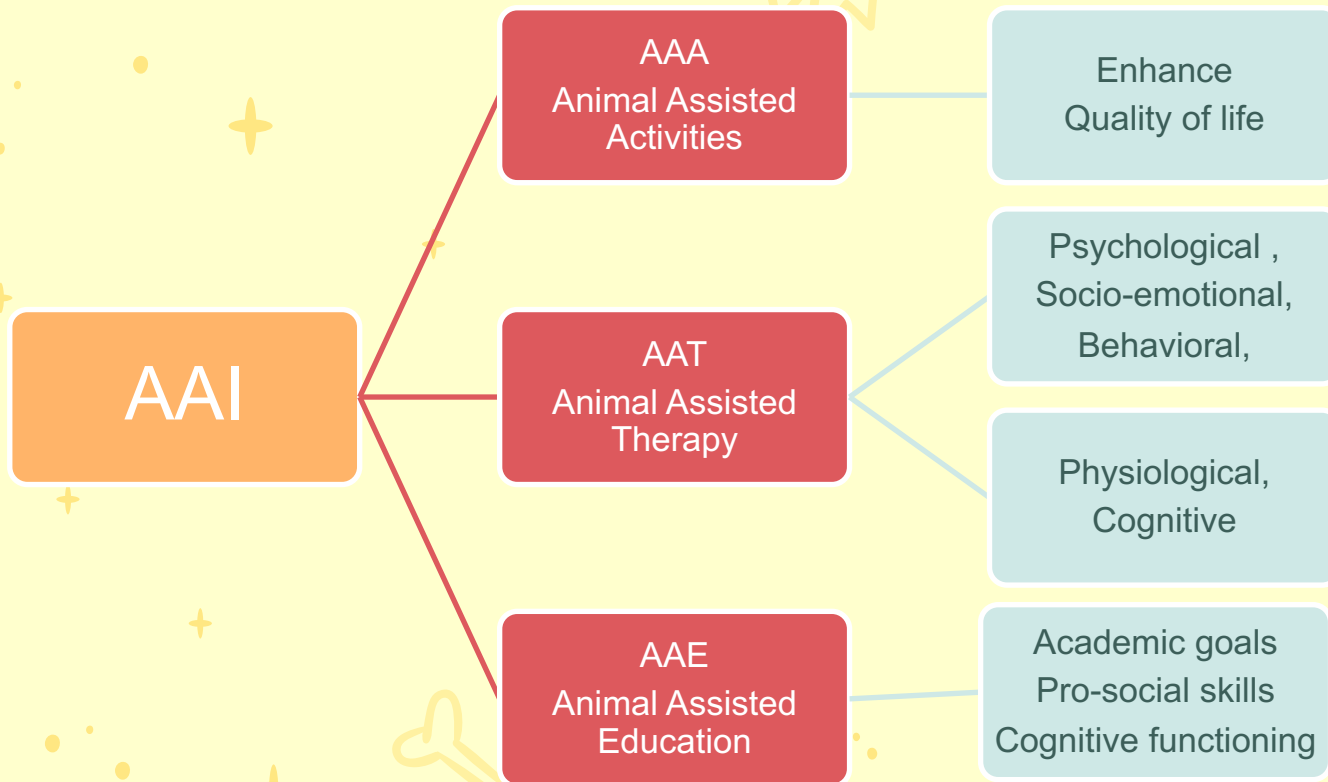 AAI
AAA
Animal Assisted
Activities
Enhance
Quality of life
AAT
Animal Assisted
Therapy
Psychological ,
Socio-emotional,
Behavioral,
Physiological,
Cognitive
AAE
Animal Assisted
Education
Academic goals
Pro-social skills
Cognitive functioning